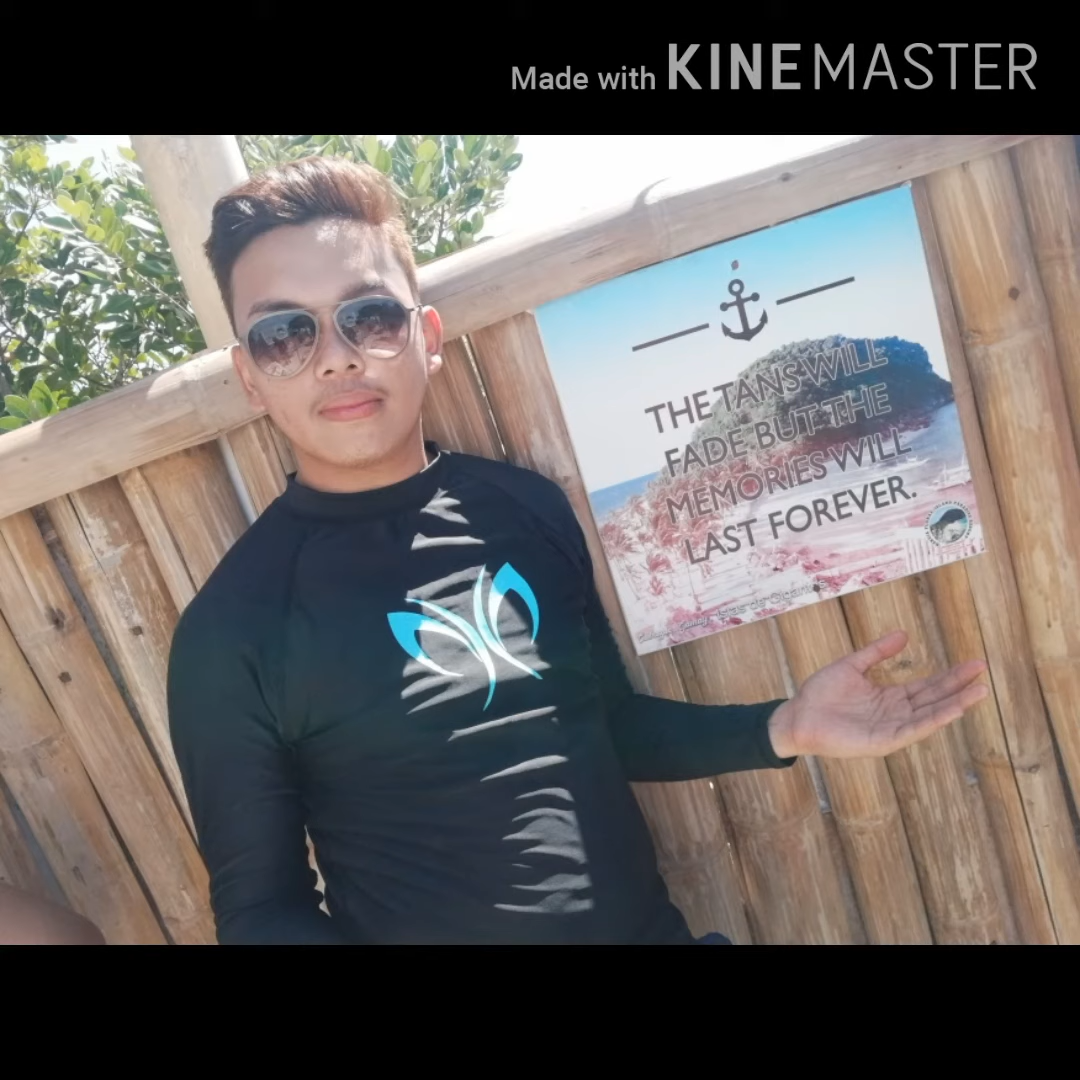 Made with KINEMASTER
THE TANS WILL
FADE BUT THE
MEMORIES WILL
LAST FOREVER.